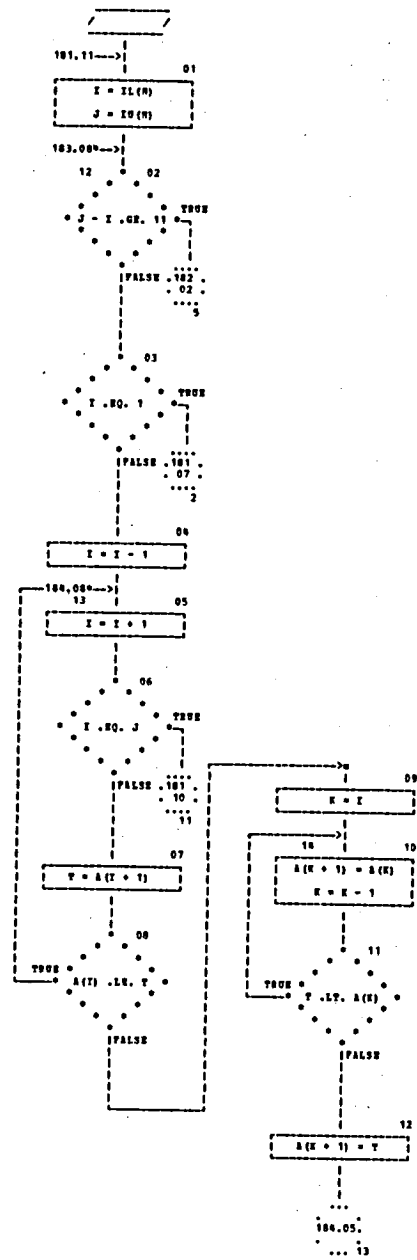 181.11--->|
01
I = IL(M)
J = IU(M)
183.08*-->|
12 02
J - I .GE. 11 TRUE
FALSE
.182
02
5
03
I .EQ. 1 TRUE
FALSE
.181
07
2
04
I = I - 1
184.08*-->|
13
05
I = I + 1
06
I .EQ. J TRUE
FALSE
181
10
11
07
T = A(I + 1)
08
TRUE A(I) .LE. T
FALSE
09
K = I
14 10
A(K + 1) = A(K)
K = K - 1
11
TRUE T .LT. A(K)
FALSE
12
A(K + 1) = T
184.05.
13